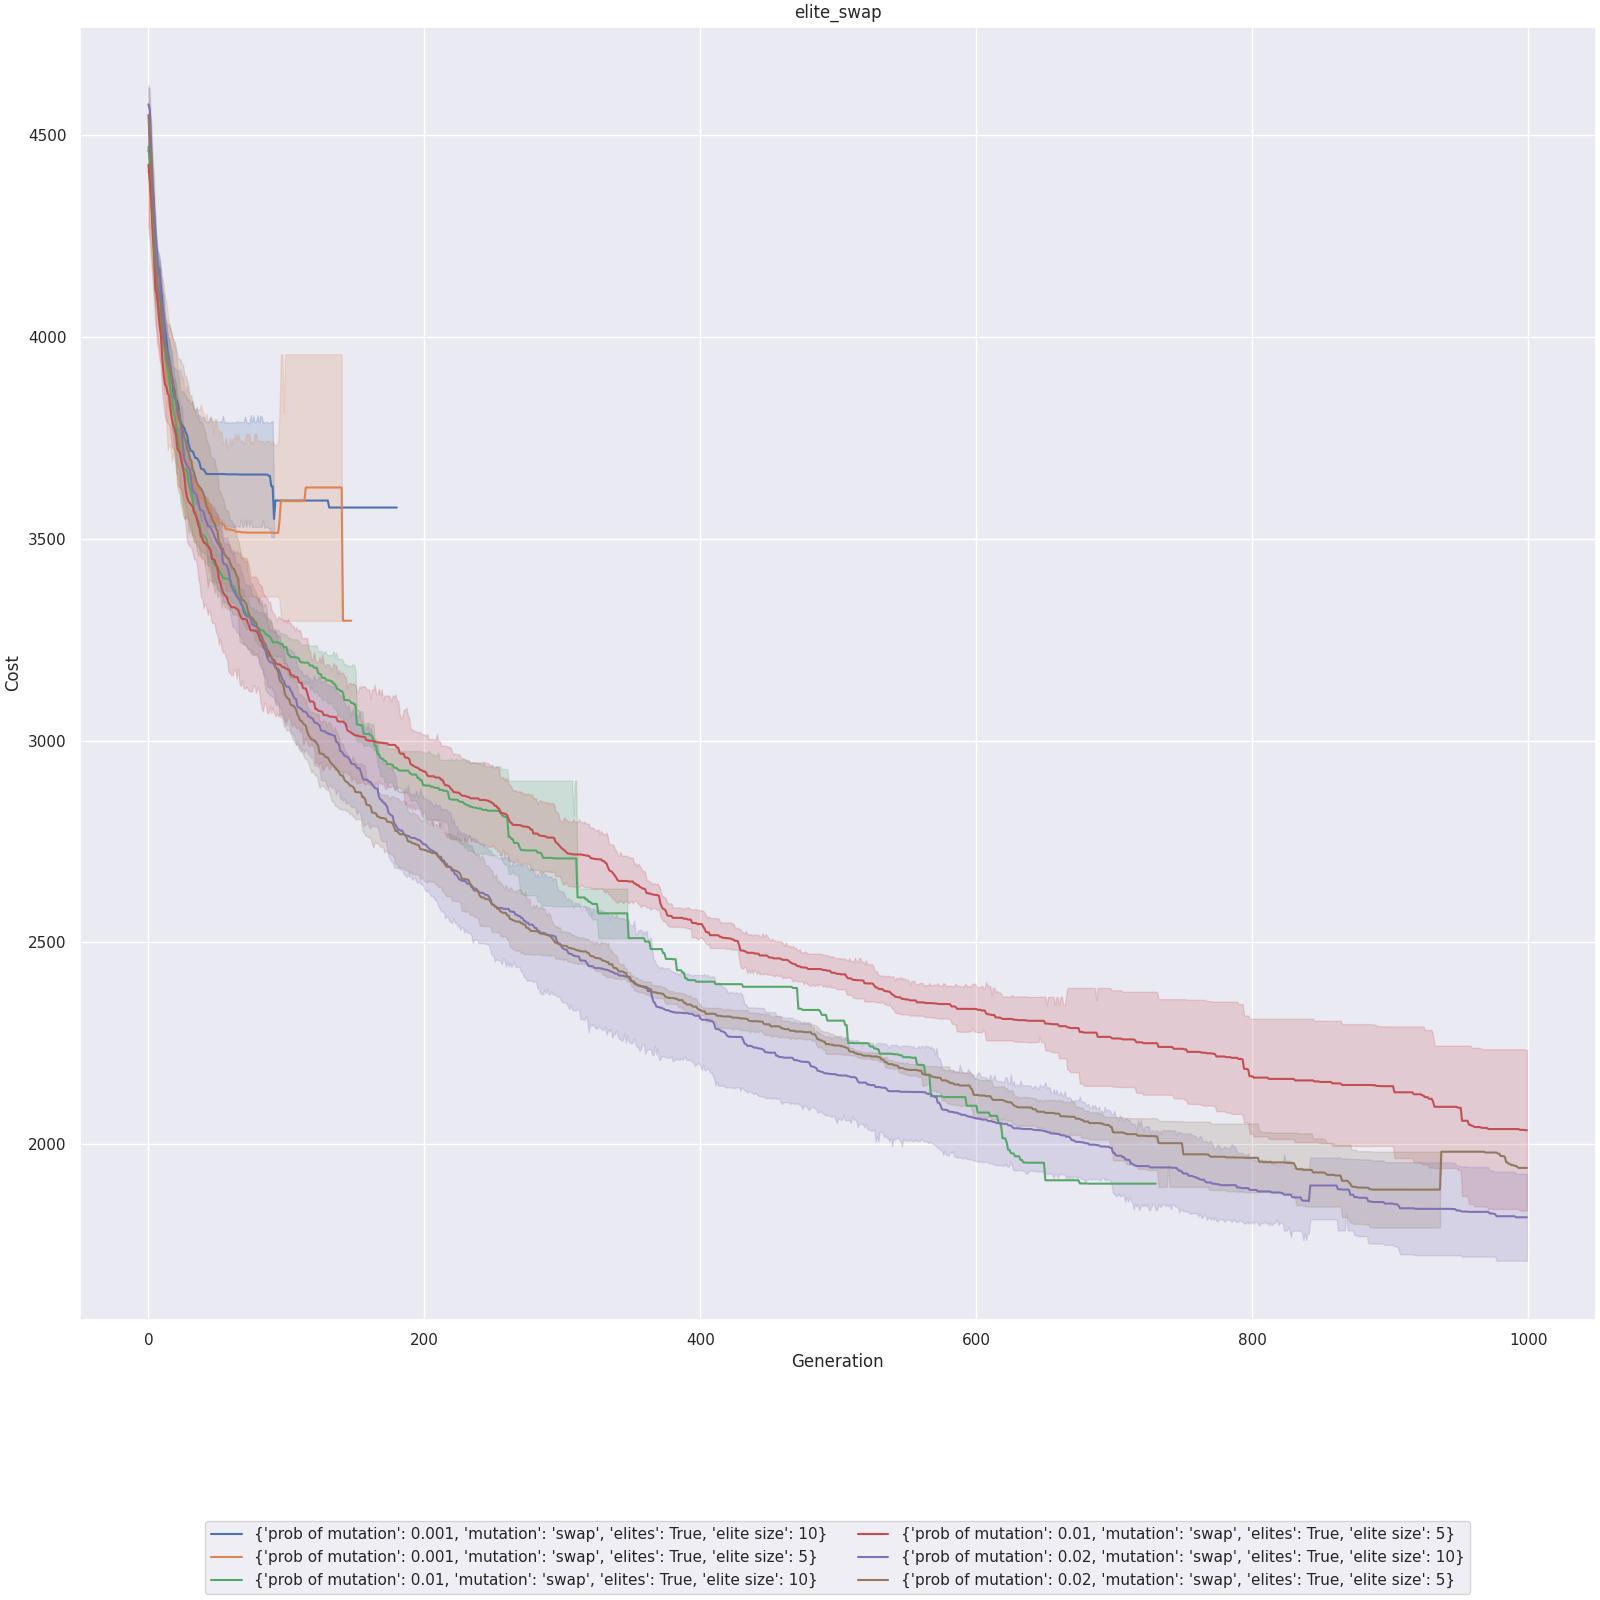 elite_swap
4500
4000
3500
3000
2500
2000
Cost
0 200 400 600 800 1000
Generation
{'prob of mutation': 0.001, 'mutation': 'swap', 'elites': True, 'elite size': 10}
{'prob of mutation': 0.001, 'mutation': 'swap', 'elites': True, 'elite size': 5}
{'prob of mutation': 0.01, 'mutation': 'swap', 'elites': True, 'elite size': 10}
{'prob of mutation': 0.01, 'mutation': 'swap', 'elites': True, 'elite size': 5}
{'prob of mutation': 0.02, 'mutation': 'swap', 'elites': True, 'elite size': 10}
{'prob of mutation': 0.02, 'mutation': 'swap', 'elites': True, 'elite size': 5}